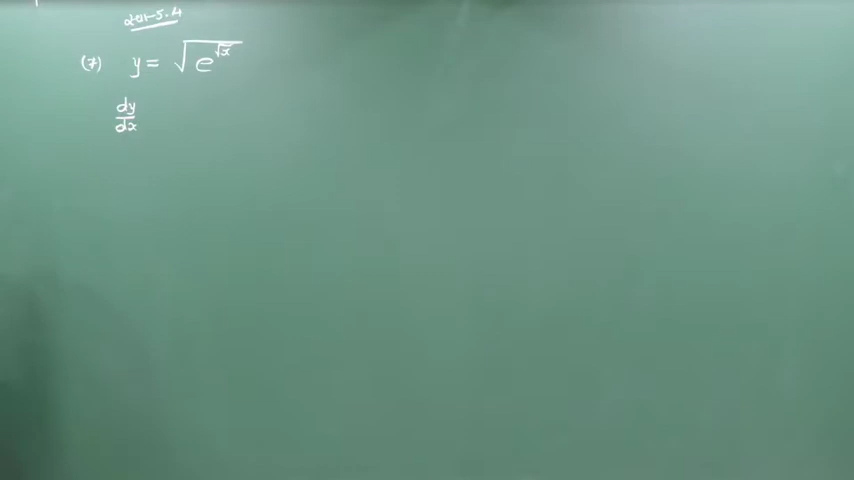 (7) y = √(e^√x)
dy/dx